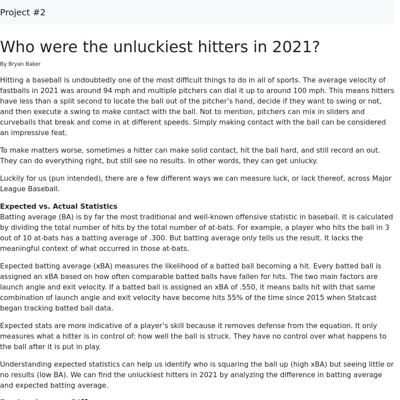 Project #2
Who were the unluckiest hitters in 2021?
By Bryan Baker
Hitting a baseball is undoubtedly one of the most difficult things to do in all of sports. The average velocity of
fastballs in 2021 was around 94 mph and multiple pitchers can dial it up to around 100 mph. This means hitters
have less than a split second to locate the ball out of the pitcher's hand, decide if they want to swing or not,
and then execute a swing to make contact with the ball. Not to mention, pitchers can mix in sliders and
curveballs that break and come in at different speeds. Simply making contact with the ball can be considered
an impressive feat.
To make matters worse, sometimes a hitter can make solid contact, hit the ball hard, and still record an out.
They can do everything right, but still see no results. In other words, they can get unlucky.
Luckily for us (pun intended), there are a few different ways we can measure luck, or lack thereof, across Major
League Baseball.
Expected vs. Actual Statistics
Batting average (BA) is by far the most traditional and well-known offensive statistic in baseball. It is calculated
by dividing the total number of hits by the total number of at-bats. For example, a player who hits the ball in 3
out of 10 at-bats has a batting average of .300. But batting average only tells us the result. It lacks the
meaningful context of what occurred in those at-bats.
Expected batting average (xBA) measures the likelihood of a batted ball becoming a hit. Every batted ball is
assigned an xBA based on how often comparable batted balls have fallen for hits. The two main factors are
launch angle and exit velocity. If a batted ball is assigned an xBA of .550, it means balls hit with that same
combination of launch angle and exit velocity have become hits 55% of the time since 2015 when Statcast
began tracking batted ball data.
Expected stats are more indicative of a player's skill because it removes defense from the equation. It only
measures what a hitter is in control of: how well the ball is struck. They have no control over what happens to
the ball after it is put in play.
Understanding expected statistics can help us identify who is squaring the ball up (high xBA) but seeing little or
no results (low BA). We can find the unluckiest hitters in 2021 by analyzing the difference in batting average
and expected batting average.